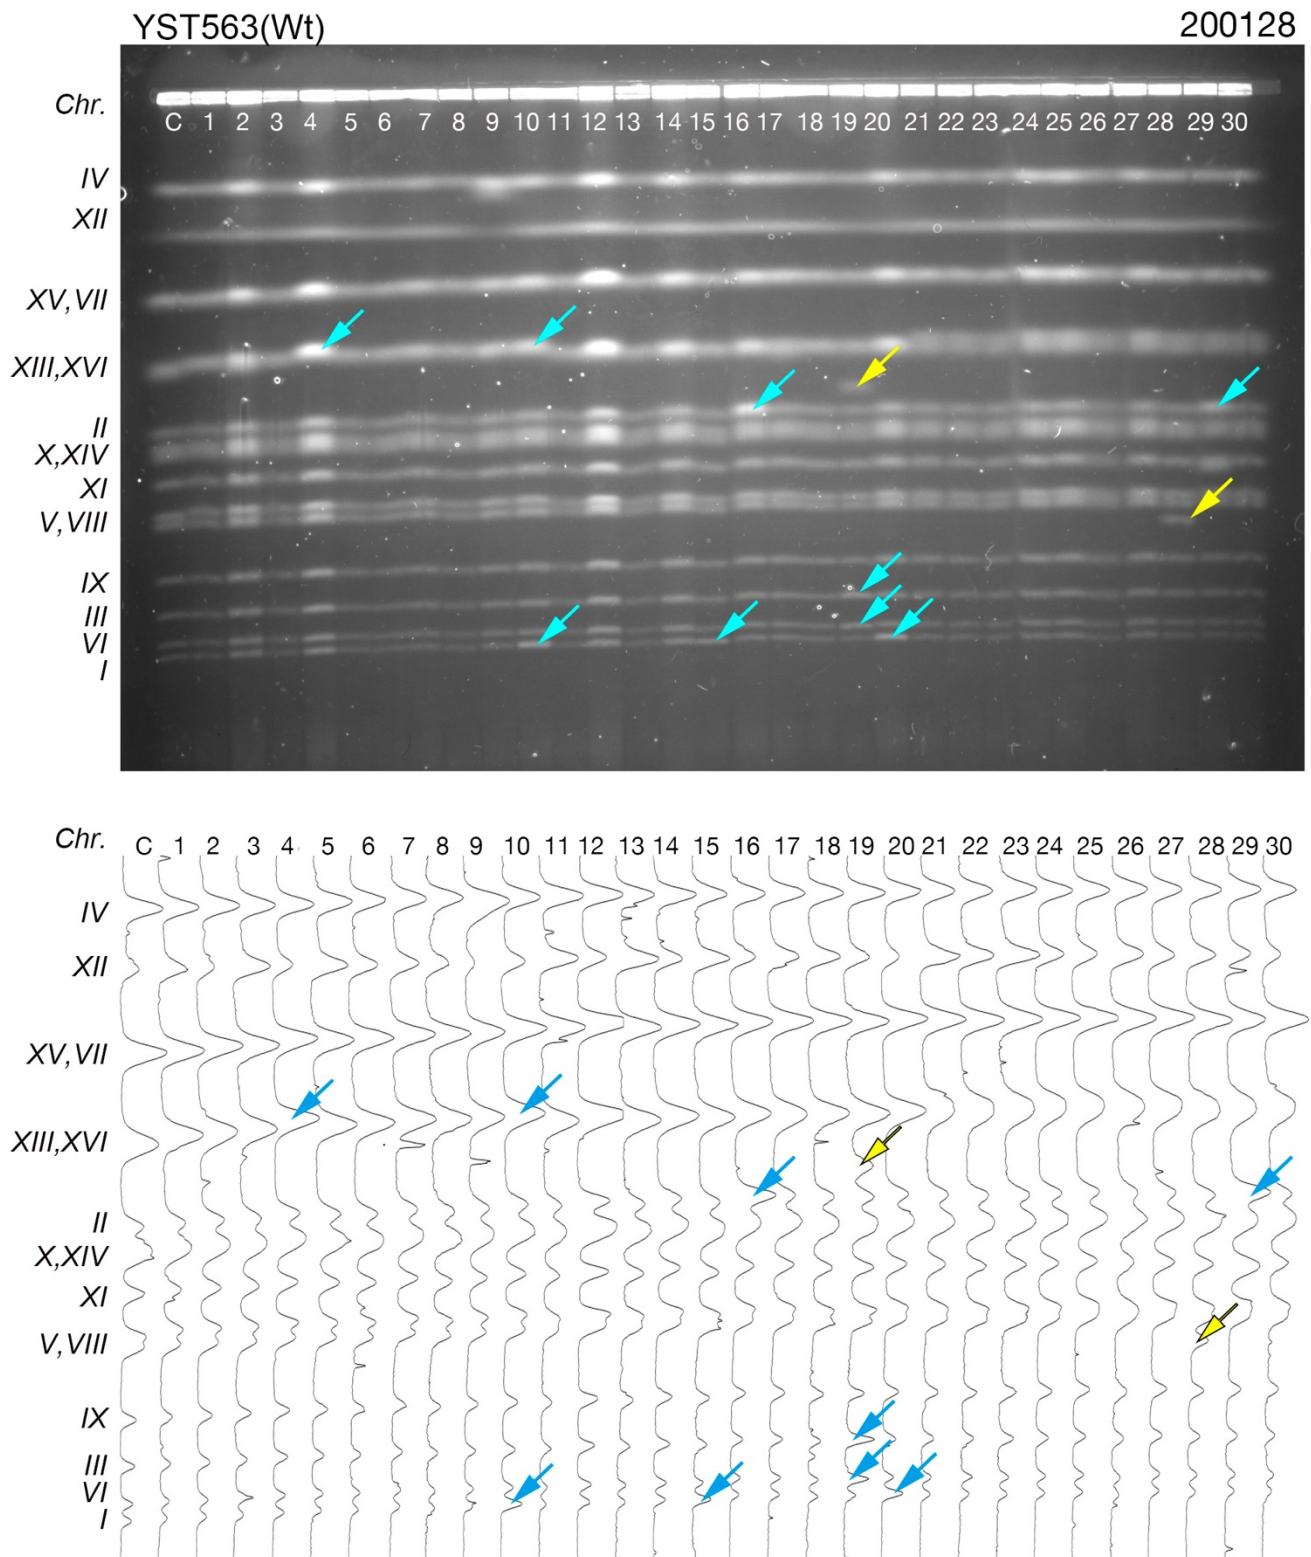 YST563(Wt) 200128
Chr. C 1 2 3 4 5 6 7 8 9 10 11 12 13 14 15 16 17 18 19 20 21 22 23 24 25 26 27 28 29 30
IV
XII
XV,VII
XIII,XVI
II
X,XIV
XI
V,VIII
IX
III
VI
I
Chr. C 1 2 3 4 5 6 7 8 9 10 11 12 13 14 15 16 17 18 19 20 21 22 23 24 25 26 27 28 29 30
IV
XII
XV,VII
XIII,XVI
II
X,XIV
XI
V,VIII
IX
III
VI
I